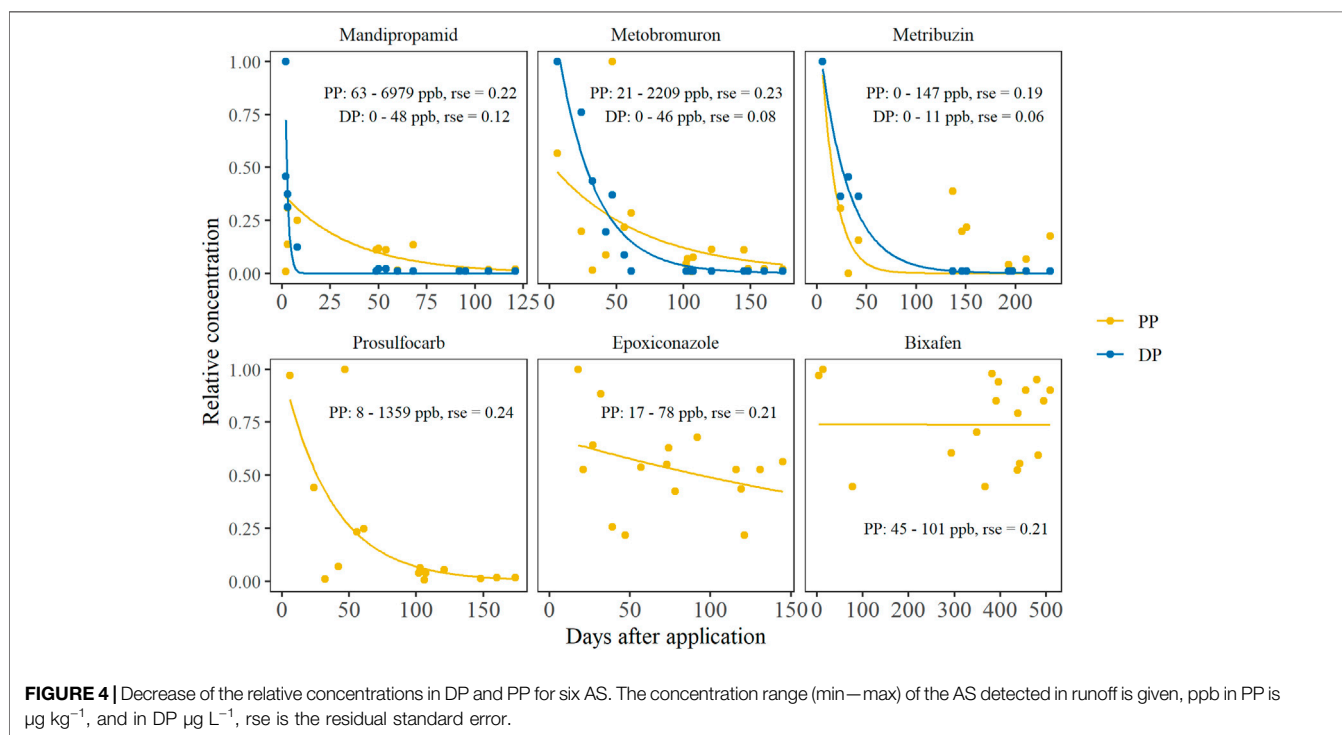 Mandipropamid
Metobromuron
Metribuzin
1.00
0.75
0.50
0.25
0.00
PP: 63 - 6979 ppb, rse = 0.22
DP: 0 - 48 ppb, rse = 0.12
PP: 21 - 2209 ppb, rse = 0.23
DP: 0 - 46 ppb, rse = 0.08
PP: 0 - 147 ppb, rse = 0.19
DP: 0 - 11 ppb, rse = 0.06
0 25 50 75 100 125
0 50 100 150
0 50 100 150 200
Relative concentration
Prosulfocarb
Epoxiconazole
Bixafen
1.00
0.75
0.50
0.25
0.00
PP: 8 - 1359 ppb, rse = 0.24
PP: 17 - 78 ppb, rse = 0.21
PP: 45 - 101 ppb, rse = 0.21
0 50 100 150
0 50 100 150
0 100 200 300 400 500
Days after application
PP
DP
FIGURE 4 | Decrease of the relative concentrations in DP and PP for six AS. The concentration range (min—max) of the AS detected in runoff is given, ppb in PP is
µg kg⁻¹, and in DP µg L⁻¹, rse is the residual standard error.